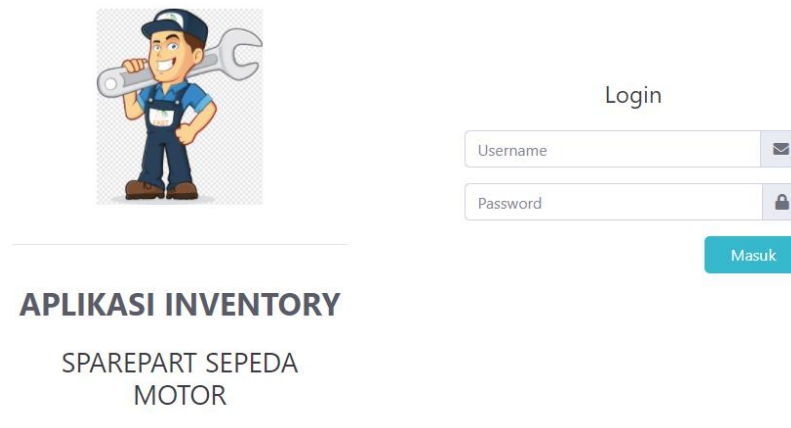 APLIKASI INVENTORY
SPAREPART SEPEDA
MOTOR
Login
Username
Password
Masuk